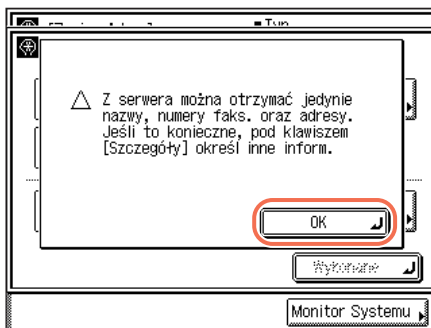 Typ
Z serwera można otrzymać jedynie
nazwy, numery faks. oraz adresy.
Jeśli to konieczne, pod klawiszem
[Szczegóły] określ inne inform.
OK
Wykonane
Monitor Systemu